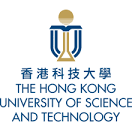 香港科技大學
THE HONG KONG
UNIVERSITY OF SCIENCE
AND TECHNOLOGY